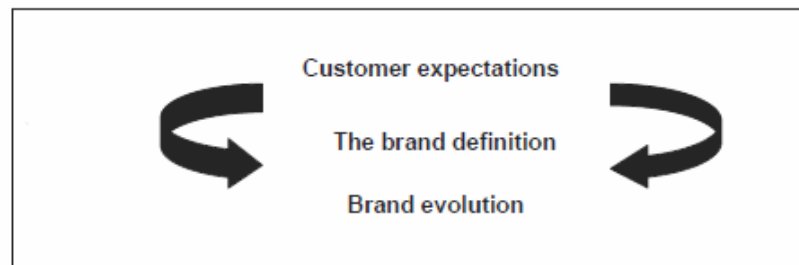 Customer expectations
The brand definition
Brand evolution